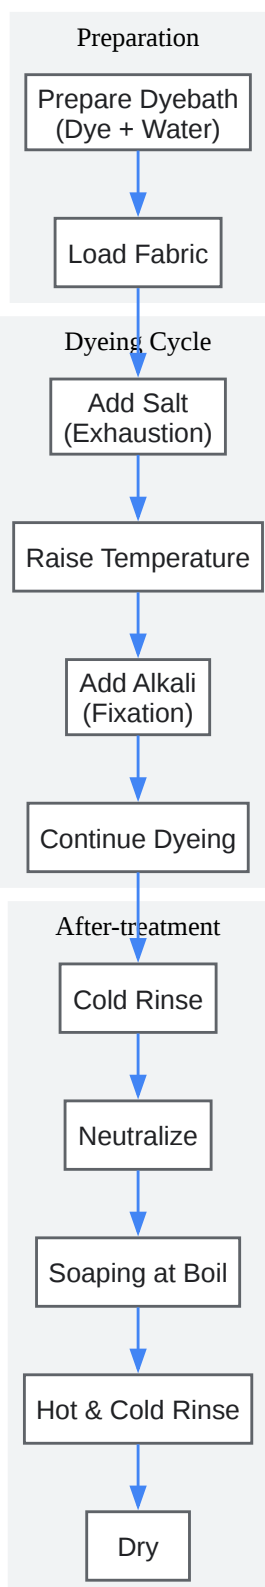 Preparation
Prepare Dyebath
(Dye + Water)
Load Fabric
Dyeing Cycle
Add Salt
(Exhaustion)
Raise Temperature
Add Alkali
(Fixation)
Continue Dyeing
After-treatment
Cold Rinse
Neutralize
Soaping at Boil
Hot & Cold Rinse
Dry